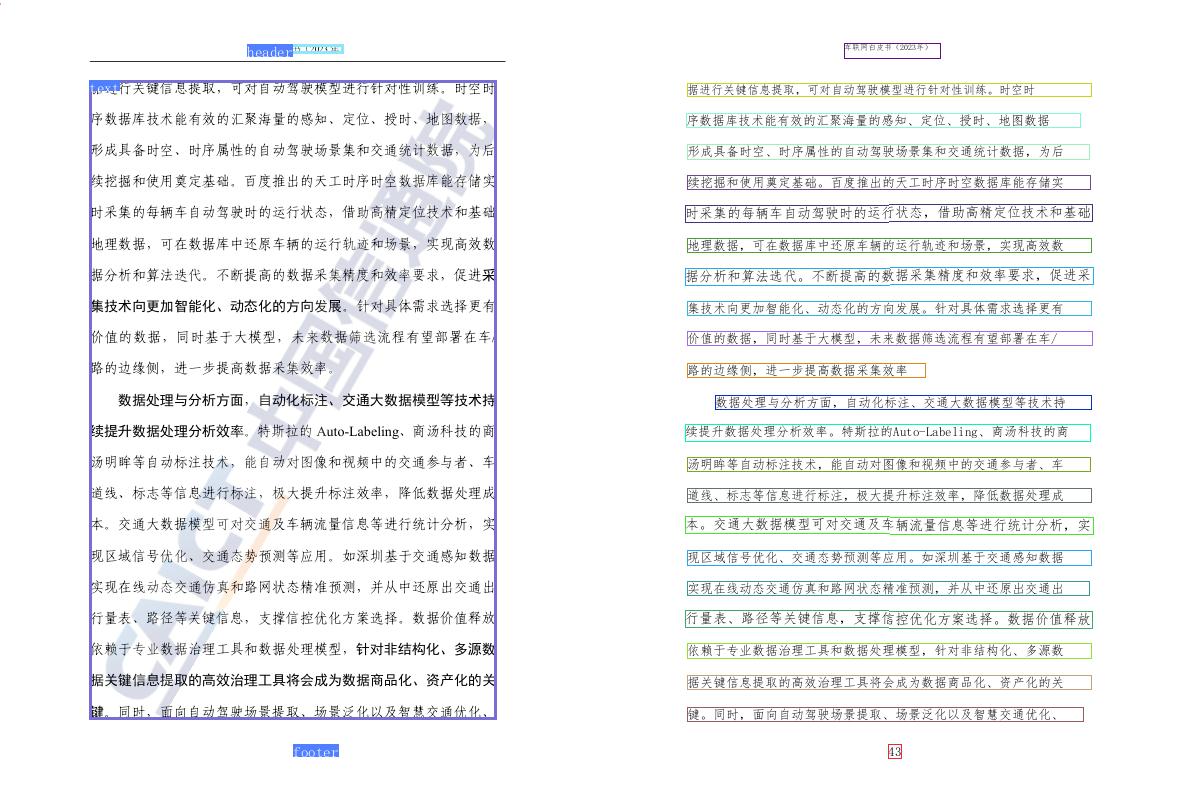 header
text
据进行关键信息提取，可对自动驾驶模型进行针对性训练。时空时
序数据库技术能有效的汇聚海量的感知、定位、授时、地图数据，
形成具备时空、时序属性的自动驾驶场景集和交通统计数据，为后
续挖掘和使用奠定基础。百度推出的天工时序时空数据库能存储实
时采集的每辆车自动驾驶时的运行状态，借助高精定位技术和基础
地理数据，可在数据库中还原车辆的运行轨迹和场景，实现高效数
据分析和算法迭代。不断提高的数据采集精度和效率要求，促进采
集技术向更加智能化、动态化的方向发展。针对具体需求选择更有
价值的数据，同时基于大模型，未来数据筛选流程有望部署在车/
路的边缘侧，进一步提高数据采集效率。
数据处理与分析方面，自动化标注、交通大数据模型等技术持
续提升数据处理分析效率。特斯拉的 Auto-Labeling、商汤科技的商
汤明眸等自动标注技术，能自动对图像和视频中的交通参与者、车
道线、标志等信息进行标注，极大提升标注效率，降低数据处理成
本。交通大数据模型可对交通及车辆流量信息等进行统计分析，实
现区域信号优化、交通态势预测等应用。如深圳基于交通感知数据
实现在线动态交通仿真和路网状态精准预测，并从中还原出交通出
行量表、路径等关键信息，支撑信控优化方案选择。数据价值释放
依赖于专业数据治理工具和数据处理模型，针对非结构化、多源数
据关键信息提取的高效治理工具将会成为数据商品化、资产化的关
键。同时，面向自动驾驶场景提取、场景泛化以及智慧交通优化、
footer
CAICT 中国信通院
车联网白皮书（2023年）
据进行关键信息提取，可对自动驾驶模型进行针对性训练。时空时
序数据库技术能有效的汇聚海量的感知、定位、授时、地图数据
形成具备时空、时序属性的自动驾驶场景集和交通统计数据，为后
续挖掘和使用奠定基础。百度推出的天工时序时空数据库能存储实
时采集的每辆车自动驾驶时的运行状态，借助高精定位技术和基础
地理数据，可在数据库中还原车辆的运行轨迹和场景，实现高效数
据分析和算法迭代。不断提高的数据采集精度和效率要求，促进采
集技术向更加智能化、动态化的方向发展。针对具体需求选择更有
价值的数据，同时基于大模型，未来数据筛选流程有望部署在车/
路的边缘侧，进一步提高数据采集效率
数据处理与分析方面，自动化标注、交通大数据模型等技术持
续提升数据处理分析效率。特斯拉的Auto-Labeling、商汤科技的商
汤明眸等自动标注技术，能自动对图像和视频中的交通参与者、车
道线、标志等信息进行标注，极大提升标注效率，降低数据处理成
本。交通大数据模型可对交通及车辆流量信息等进行统计分析，实
现区域信号优化、交通态势预测等应用。如深圳基于交通感知数据
实现在线动态交通仿真和路网状态精准预测，并从中还原出交通出
行量表、路径等关键信息，支撑信控优化方案选择。数据价值释放
依赖于专业数据治理工具和数据处理模型，针对非结构化、多源数
据关键信息提取的高效治理工具将会成为数据商品化、资产化的关
键。同时，面向自动驾驶场景提取、场景泛化以及智慧交通优化、
43